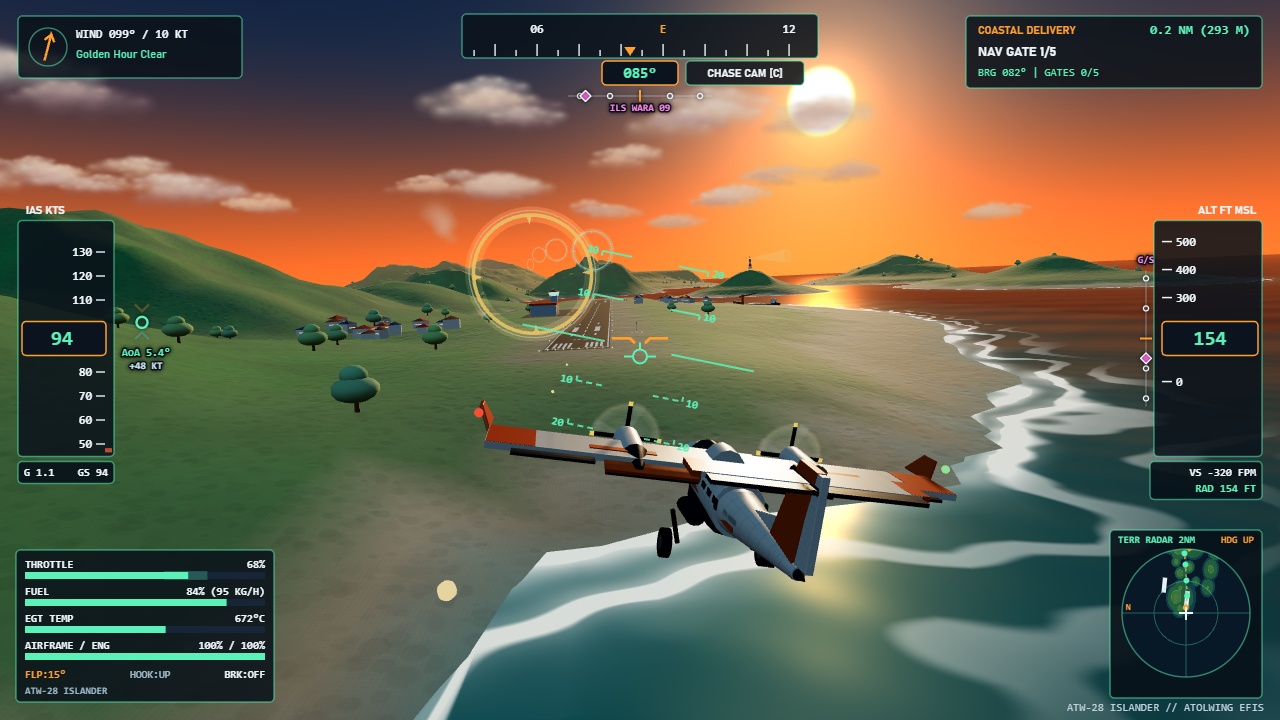 WIND 099° / 10 KT
Golden Hour Clear
06 E 12
085°
CHASE CAM [C]
ILS WARA 09
COASTAL DELIVERY 0.2 NM (293 M)
NAV GATE 1/5
BRG 082° | GATES 0/5
IAS KTS
130
120
110
94
80
70
60
50
G 1.1 GS 94
AoA 5.4°
+48 KT
20
20
10
10
10
10
20
20
ALT FT MSL
500
G/S
400
300
154
0
VS -320 FPM
RAD 154 FT
THROTTLE 68%
FUEL 84% (95 KG/H)
EGT TEMP 672°C
AIRFRAME / ENG 100% / 100%
FLP:15° HOOK:UP BRK:OFF
ATW-28 ISLANDER
TERR RADAR 2NM HDG UP
N
ATW-28 ISLANDER // ATOLWING EFIS